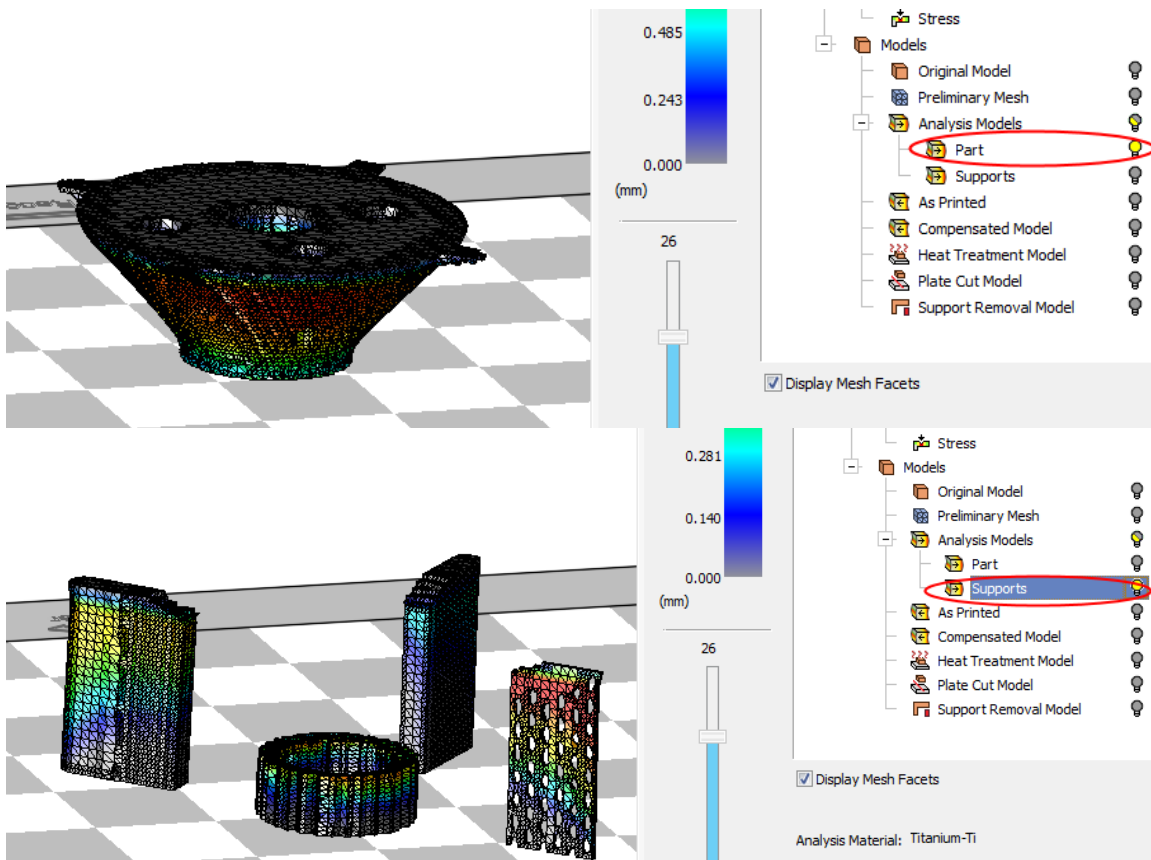 0.485
0.243
0.000
(mm)
26
Stress
Models
Original Model
Preliminary Mesh
Analysis Models
Part
Supports
As Printed
Compensated Model
Heat Treatment Model
Plate Cut Model
Support Removal Model
Display Mesh Facets
0.281
0.140
0.000
(mm)
26
Stress
Models
Original Model
Preliminary Mesh
Analysis Models
Part
Supports
As Printed
Compensated Model
Heat Treatment Model
Plate Cut Model
Support Removal Model
Display Mesh Facets
Analysis Material: Titanium-Ti